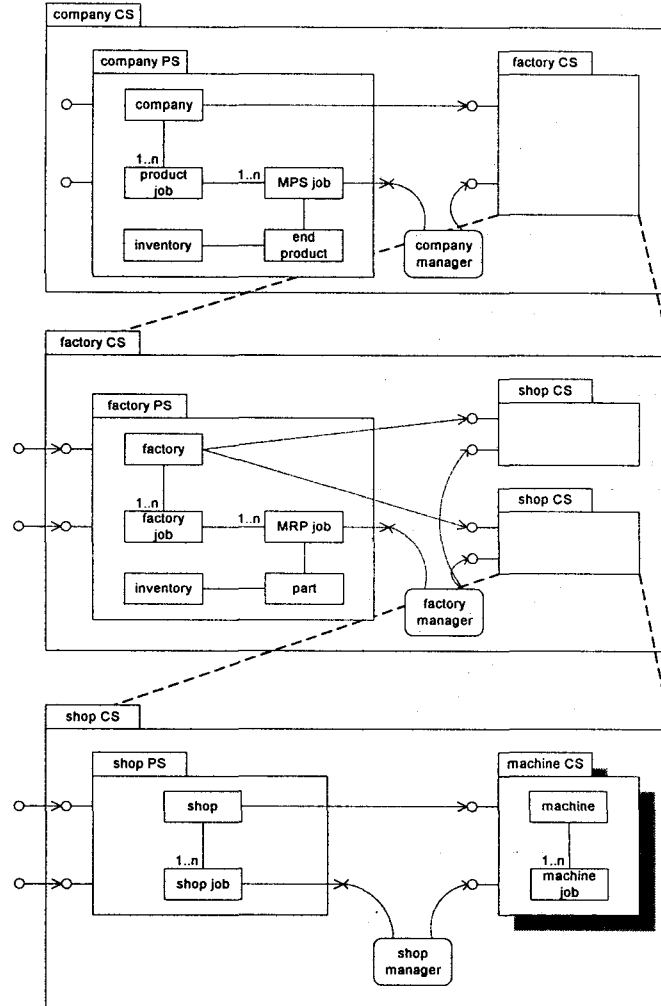 company CS
company PS
factory CS
company
1..n
product
job
1..n
MPS job
inventory
end
product
company
manager
factory CS
factory PS
shop CS
factory
1..n
factory
job
1..n
MRP job
shop CS
inventory
part
factory
manager
shop CS
shop PS
machine CS
shop
machine
1..n
shop job
1..n
machine
job
shop
manager